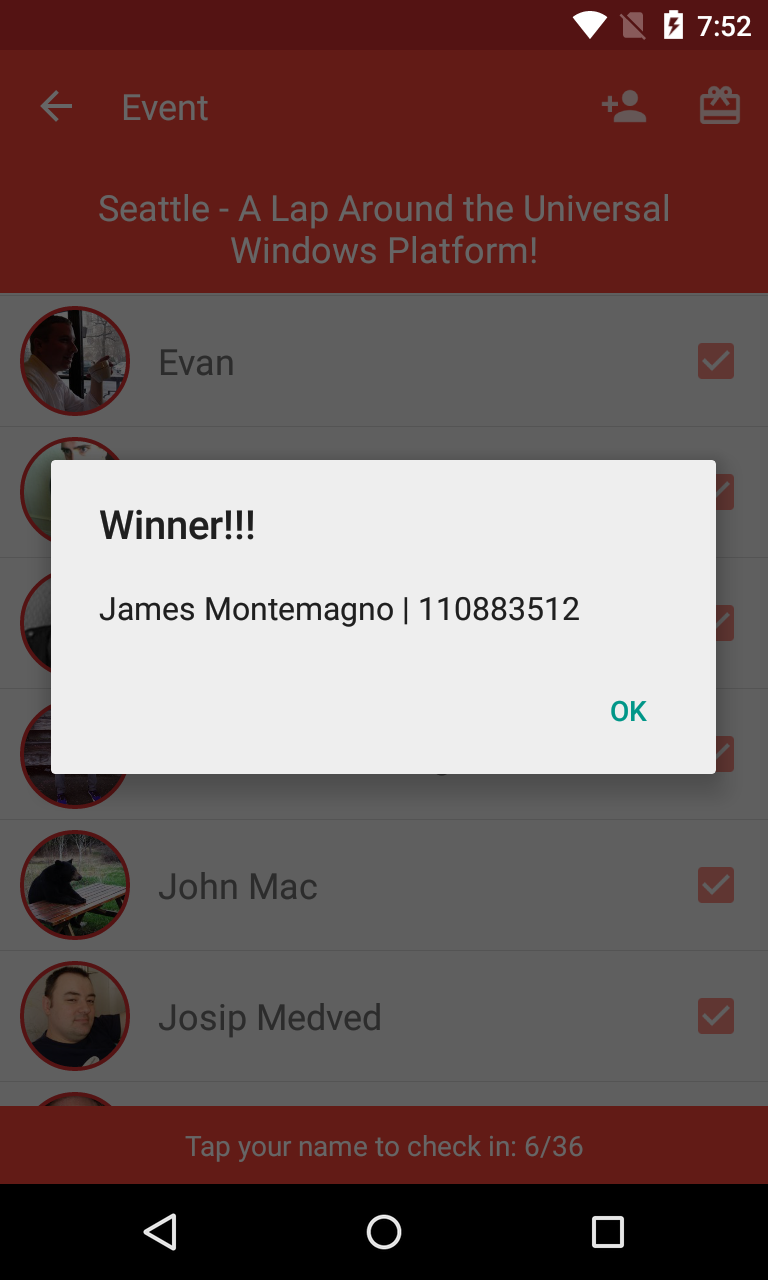 7:52
Event
Seattle - A Lap Around the Universal
Windows Platform!
Evan
Winner!!!
James Montemagno | 110883512
OK
John Mac
Josip Medved
Tap your name to check in: 6/36